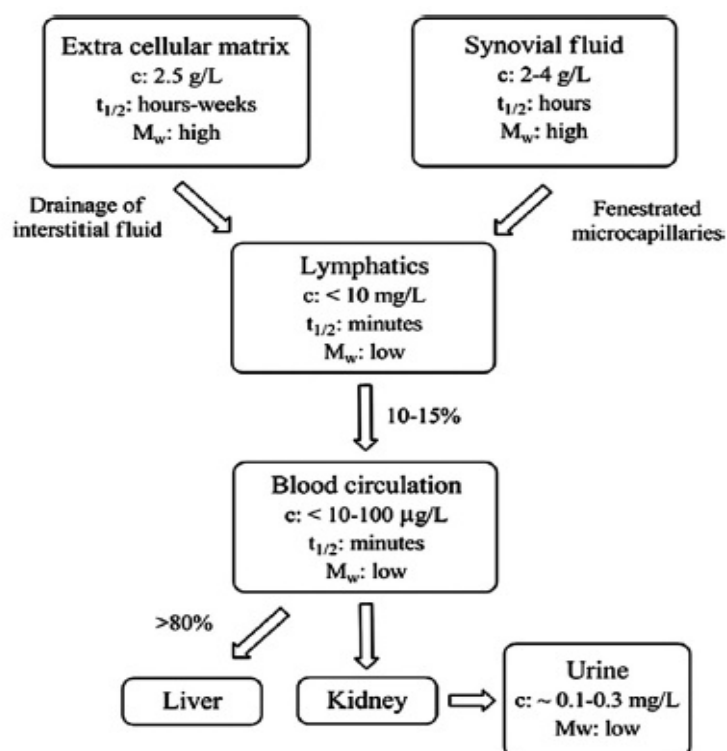 Extra cellular matrix
c: 2.5 g/L
t1/2: hours-weeks
Mw: high
Synovial fluid
c: 2-4 g/L
t1/2: hours
Mw: high
Drainage of
interstitial fluid
Fenestrated
microcapillaries
Lymphatics
c: < 10 mg/L
t1/2: minutes
Mw: low
10-15%
Blood circulation
c: < 10-100 µg/L
t1/2: minutes
Mw: low
>80%
Liver
Kidney
Urine
c: ~ 0.1-0.3 mg/L
Mw: low